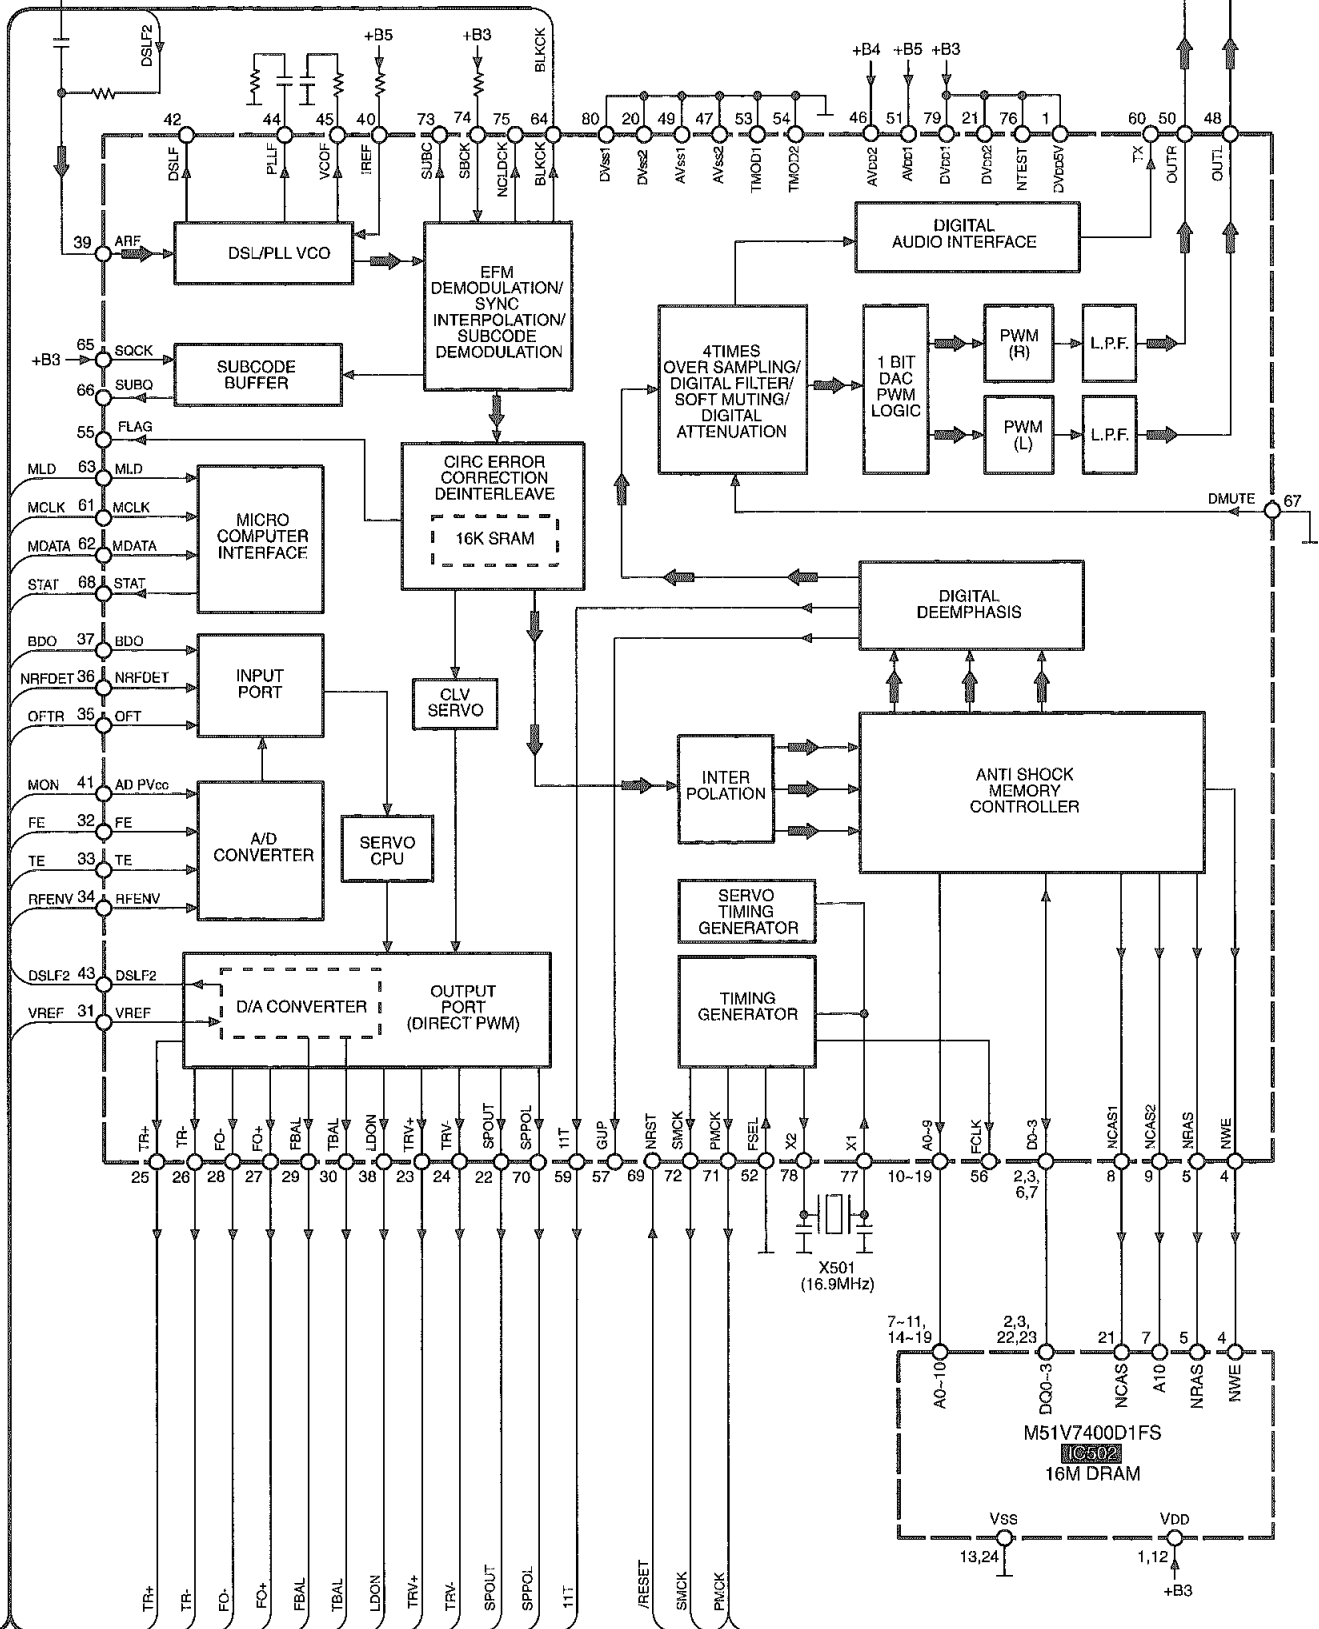 DSLF2
+B5
+B3
BLKCK
+B4
+B5
+B3
42
44
45
40
73
74
75
64
80
20
49
47
53
54
46
51
79
21
76
1
60
50
48
DSLF
PLLF
VCOF
IREF
SUBC
SBCK
NCLDCK
BLKCK
DVss1
DVss2
AVss1
AVss2
TMOD1
TMOD2
AVDD2
AVDD1
DVDD1
DVDD2
NTEST
DVDD5V
TX
OUTR
OUTL
39
ARF
DSL/PLL VCO
EFM
DEMODULATION/
SYNC
INTERPOLATION/
SUBCODE
DEMODULATION
DIGITAL
AUDIO INTERFACE
+B3
65
SQCK
66
SUBQ
SUBCODE
BUFFER
4TIMES
OVER SAMPLING/
DIGITAL FILTER/
SOFT MUTING/
DIGITAL
ATTENUATION
1 BIT
DAC
PWM
LOGIC
PWM
(R)
L.P.F.
PWM
(L)
L.P.F.
55
FLAG
CIRC ERROR
CORRECTION
DEINTERLEAVE
16K SRAM
MLD 63 MLD
MCLK 61 MCLK
MDATA 62 MDATA
STAT 68 STAT
MICRO
COMPUTER
INTERFACE
DMUTE
67
BDO 37 BDO
NRFDET 36 NRFDET
OFTR 35 OFT
INPUT
PORT
DIGITAL
DEEMPHASIS
CLV
SERVO
INTER
POLATION
ANTI SHOCK
MEMORY
CONTROLLER
MON 41 AD PVcc
FE 32 FE
TE 33 TE
RFENV 34 RFENV
A/D
CONVERTER
SERVO
CPU
SERVO
TIMING
GENERATOR
DSLF2 43 DSLF2
VREF 31 VREF
D/A CONVERTER
OUTPUT
PORT
(DIRECT PWM)
TIMING
GENERATOR
TR+
TR-
FO-
FO+
FBAL
TBAL
LDON
TRV+
TRV-
SPOUT
SPPOL
11T
GUP
NRST
SMCK
PMCK
FSEL
X2
X1
A0~9
FCLK
D0~3
NCAS1
NCAS2
NRAS
NWE
25
26
28
27
29
30
38
23
24
22
70
59
57
69
72
71
52
78
77
10~19
56
2,3,
6,7
8
9
5
4
X501
(16.9MHz)
7~11,
14~19
2,3,
22,23
21
7
5
4
A0~10
DQ0~3
NCAS
A10
NRAS
NWE
M51V7400D1FS
IC502
16M DRAM
Vss
13,24
VDD
1,12
+B3
TR+
TR-
FO-
FO+
FBAL
TBAL
LDON
TRV+
TRV-
SPOUT
SPPOL
11T
/RESET
SMCK
PMCK